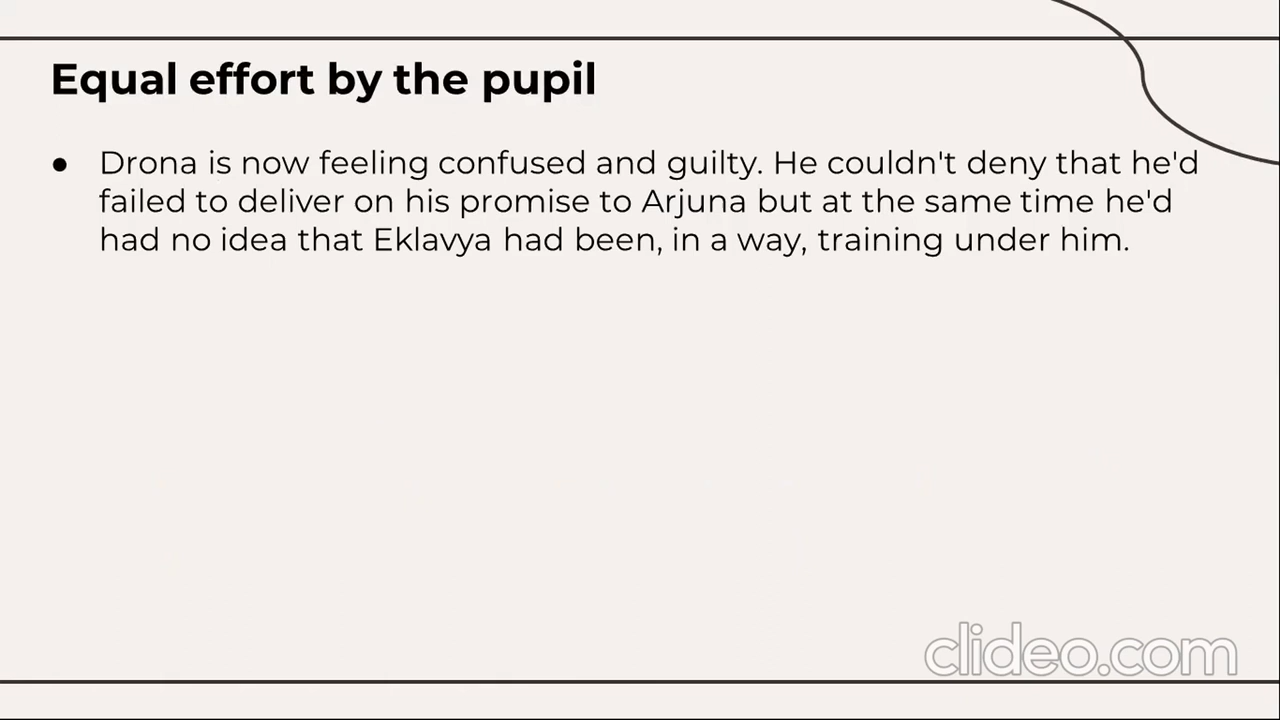 Equal effort by the pupil
● Drona is now feeling confused and guilty. He couldn't deny that he'd
failed to deliver on his promise to Arjuna but at the same time he'd
had no idea that Eklavya had been, in a way, training under him.
clideo.com